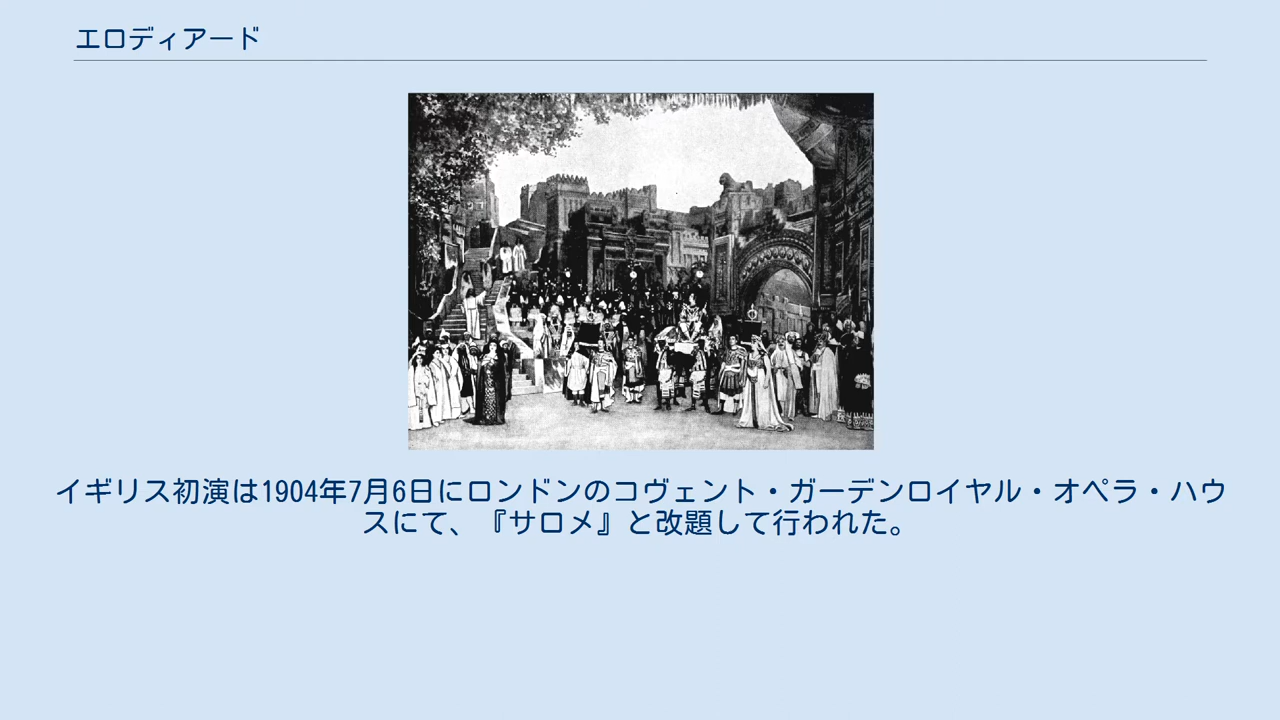 エロディアード
イギリス初演は1904年7月6日にロンドンのコヴェント・ガーデンロイヤル・オペラ・ハウ
スにて、『サロメ』と改題して行われた。